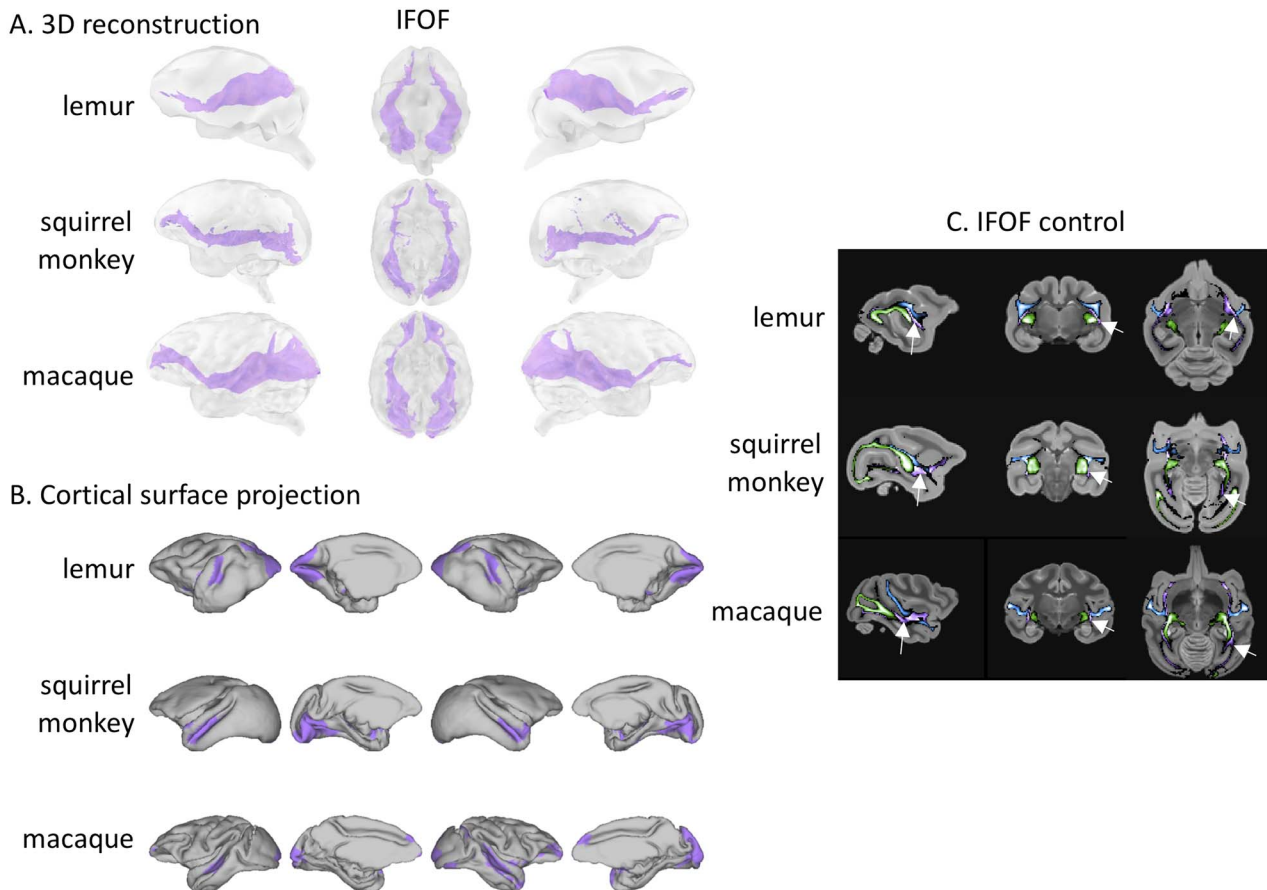 A. 3D reconstruction
IFOF
lemur
squirrel
monkey
macaque
B. Cortical surface projection
lemur
squirrel
monkey
macaque
C. IFOF control
lemur
squirrel
monkey
macaque